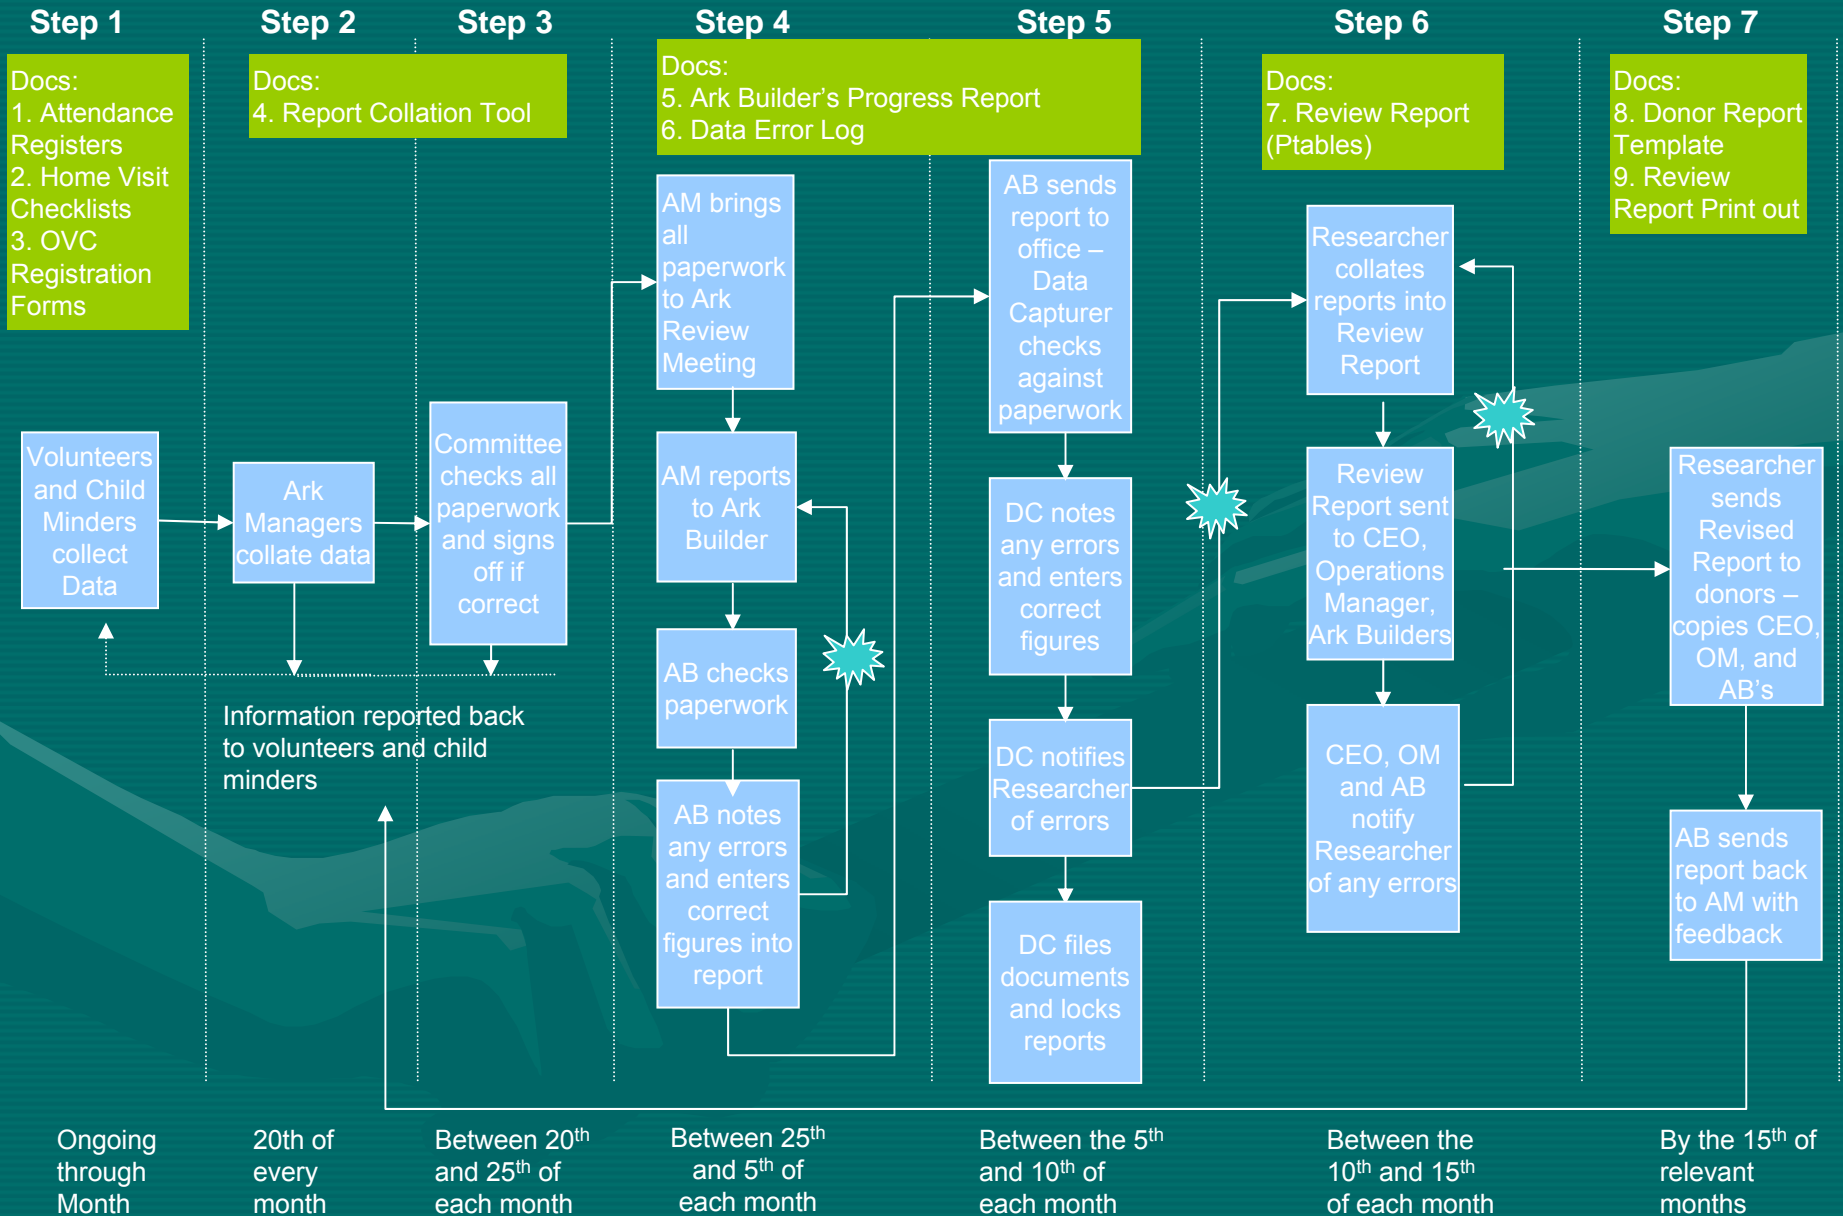 Step 1
Step 2
Step 3
Step 4
Step 5
Step 6
Step 7
Docs:
1. Attendance
Registers
2. Home Visit
Checklists
3. OVC
Registration
Forms
Docs:
4. Report Collation Tool
Docs:
5. Ark Builder's Progress Report
6. Data Error Log
Docs:
7. Review Report
(Ptables)
Docs:
8. Donor Report
Template
9. Review
Report Print out
Volunteers
and Child
Minders
collect
Data
Ark
Managers
collate data
Committee
checks all
paperwork
and signs
off if
correct
Information reported back
to volunteers and child
minders
AM brings
all
paperwork
to Ark
Review
Meeting
AM reports
to Ark
Builder
AB checks
paperwork
AB notes
any errors
and enters
correct
figures into
report
AB sends
report to
office –
Data
Capturer
checks
against
paperwork
DC notes
any errors
and enters
correct
figures
DC notifies
Researcher
of errors
DC files
documents
and locks
reports
Researcher
collates
reports into
Review
Report
Review
Report sent
to CEO,
Operations
Manager,
Ark Builders
CEO, OM
and AB
notify
Researcher
of any errors
Researcher
sends
Revised
Report to
donors –
copies CEO,
OM, and
AB's
AB sends
report back
to AM with
feedback
Ongoing
through
Month
20th of
every
month
Between 20th
and 25th of
each month
Between 25th
and 5th of
each month
Between the 5th
and 10th of
each month
Between the
10th and 15th
of each month
By the 15th of
relevant
months